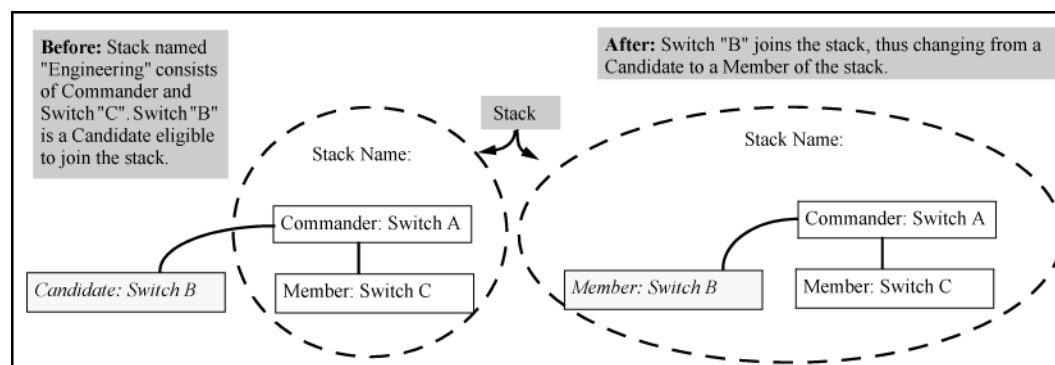 Before: Stack named
"Engineering" consists
of Commander and
Switch "C". Switch "B"
is a Candidate eligible
to join the stack.
After: Switch "B" joins the stack, thus changing from a
Candidate to a Member of the stack.
Stack
Stack Name:
Commander: Switch A
Candidate: Switch B
Member: Switch C
Stack Name:
Commander: Switch A
Member: Switch B
Member: Switch C